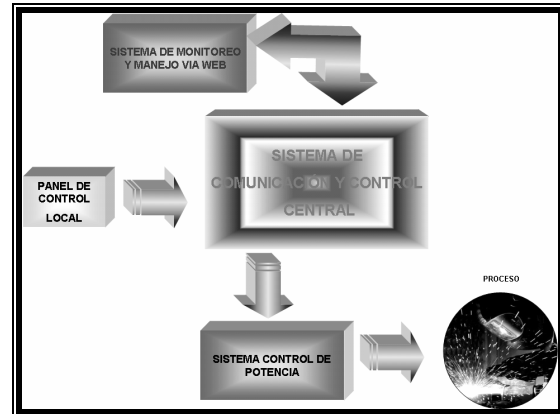 SISTEMA DE MONITOREO
Y MANEJO VIA WEB
SISTEMA DE
COMUNICACIÓN Y CONTROL
CENTRAL
PANEL DE
CONTROL
LOCAL
PROCESO
SISTEMA CONTROL DE
POTENCIA